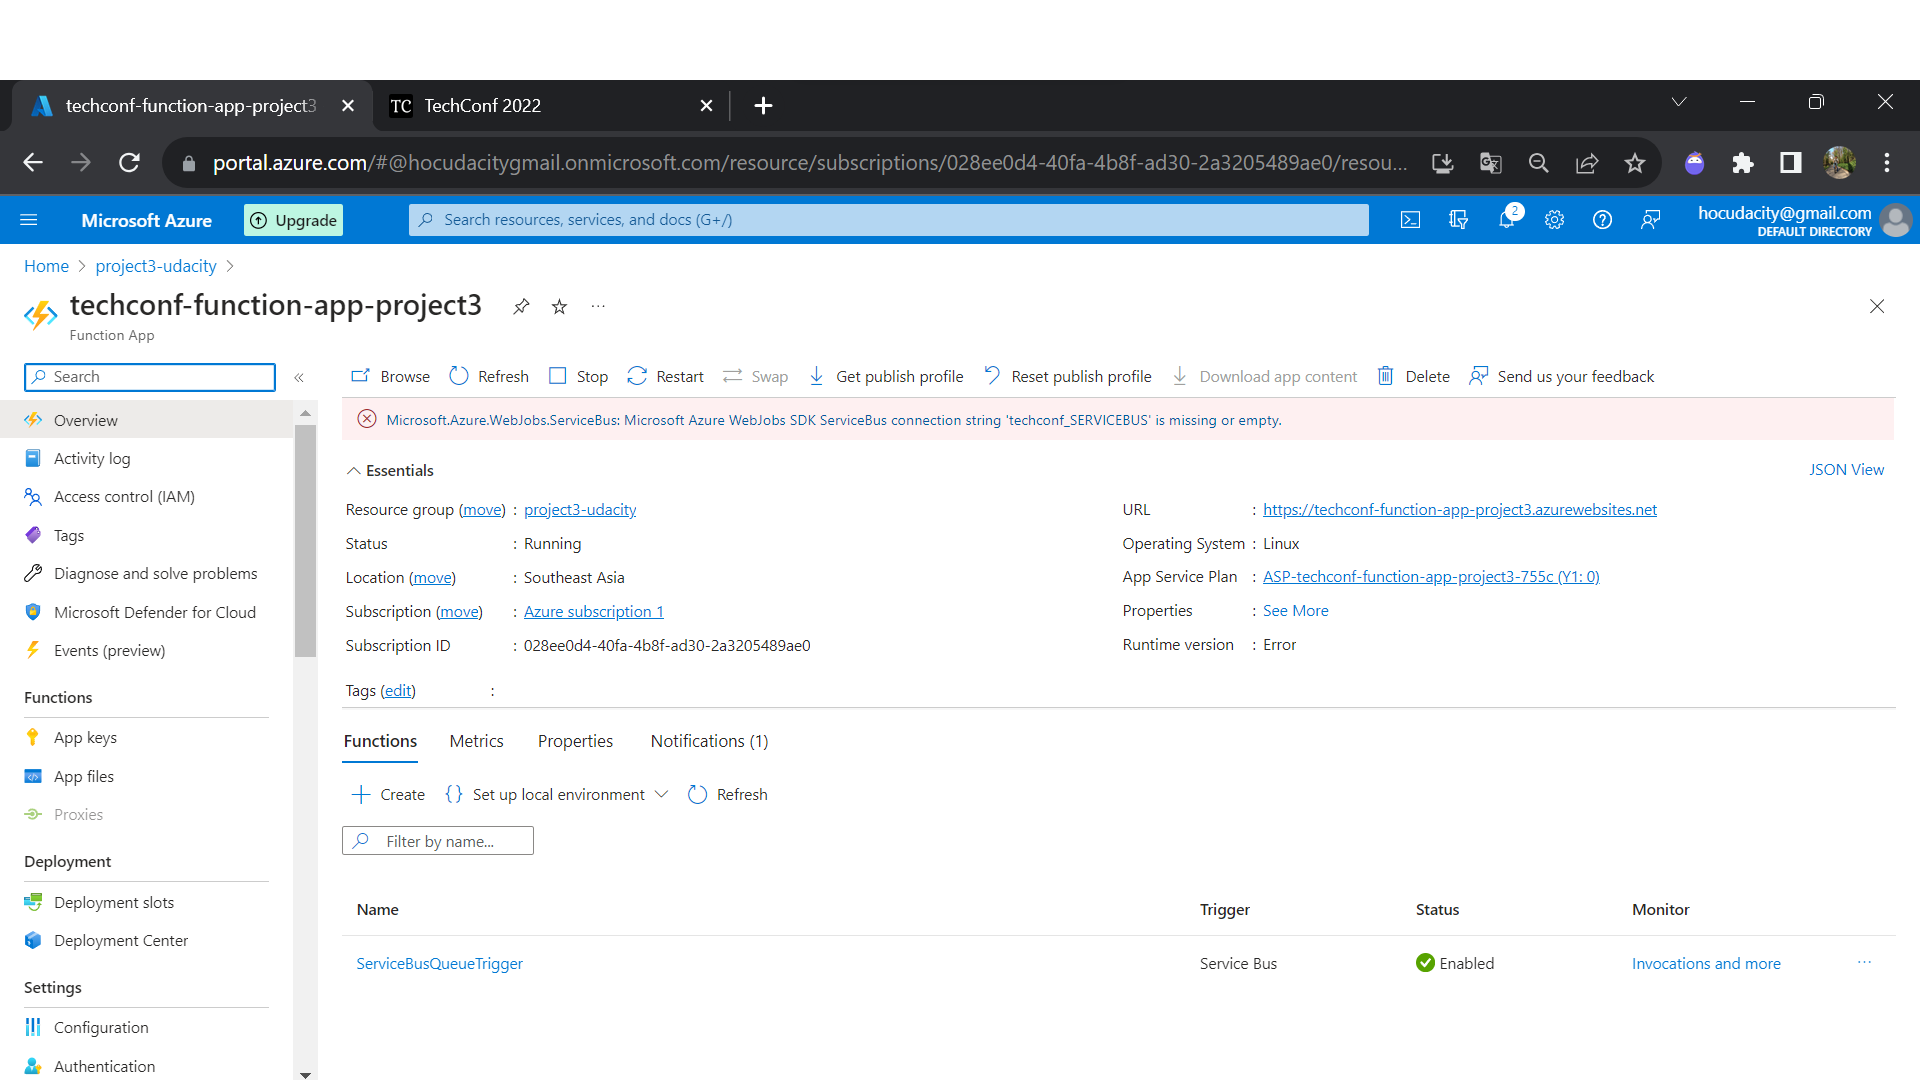 techconf-function-app-project3
TC TechConf 2022
portal.azure.com/#@hocudacitygmail.onmicrosoft.com/resource/subscriptions/028ee0d4-40fa-4b8f-ad30-2a3205489ae0/resou...
Microsoft Azure
Upgrade
Search resources, services, and docs (G+/)
2
hocudacity@gmail.com
DEFAULT DIRECTORY
Home > project3-udacity >
techconf-function-app-project3
Function App
Search
Browse Refresh Stop Restart Swap Get publish profile Reset publish profile Download app content Delete Send us your feedback
Microsoft.Azure.WebJobs.ServiceBus: Microsoft Azure WebJobs SDK ServiceBus connection string 'techconf_SERVICEBUS' is missing or empty.
Overview
Activity log
Access control (IAM)
Tags
Diagnose and solve problems
Microsoft Defender for Cloud
Events (preview)
Functions
App keys
App files
Proxies
Deployment
Deployment slots
Deployment Center
Settings
Configuration
Authentication
Essentials
JSON View
Resource group (move) : project3-udacity
Status : Running
Location (move) : Southeast Asia
Subscription (move) : Azure subscription 1
Subscription ID : 028ee0d4-40fa-4b8f-ad30-2a3205489ae0
Tags (edit) :
URL : https://techconf-function-app-project3.azurewebsites.net
Operating System : Linux
App Service Plan : ASP-techconf-function-app-project3-755c (Y1: 0)
Properties : See More
Runtime version : Error
Functions Metrics Properties Notifications (1)
Create {} Set up local environment Refresh
Filter by name...
Name Trigger Status Monitor
ServiceBusQueueTrigger Service Bus Enabled Invocations and more ...